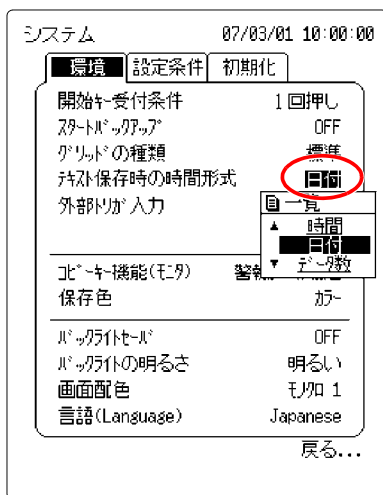 システム 07/03/01 10:00:00
環境 設定条件 初期化
開始キー受付条件 1回押し
スタートバックアップ OFF
グリッドの種類 標準
テキスト保存時の時間形式 日付
外部トリガ入力
一覧
時間
日付
データ数
コピーキー機能(モニタ)
保存色 カラー
バックライトセーバ OFF
バックライトの明るさ 明るい
画面配色 モノクロ 1
言語(Language) Japanese
戻る...